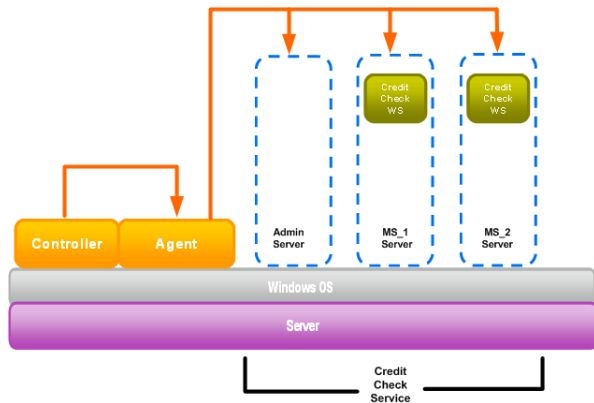 Credit
Check
WS
Credit
Check
WS
Controller
Agent
Admin
Server
MS_1
Server
MS_2
Server
Windows OS
Server
Credit
Check
Service